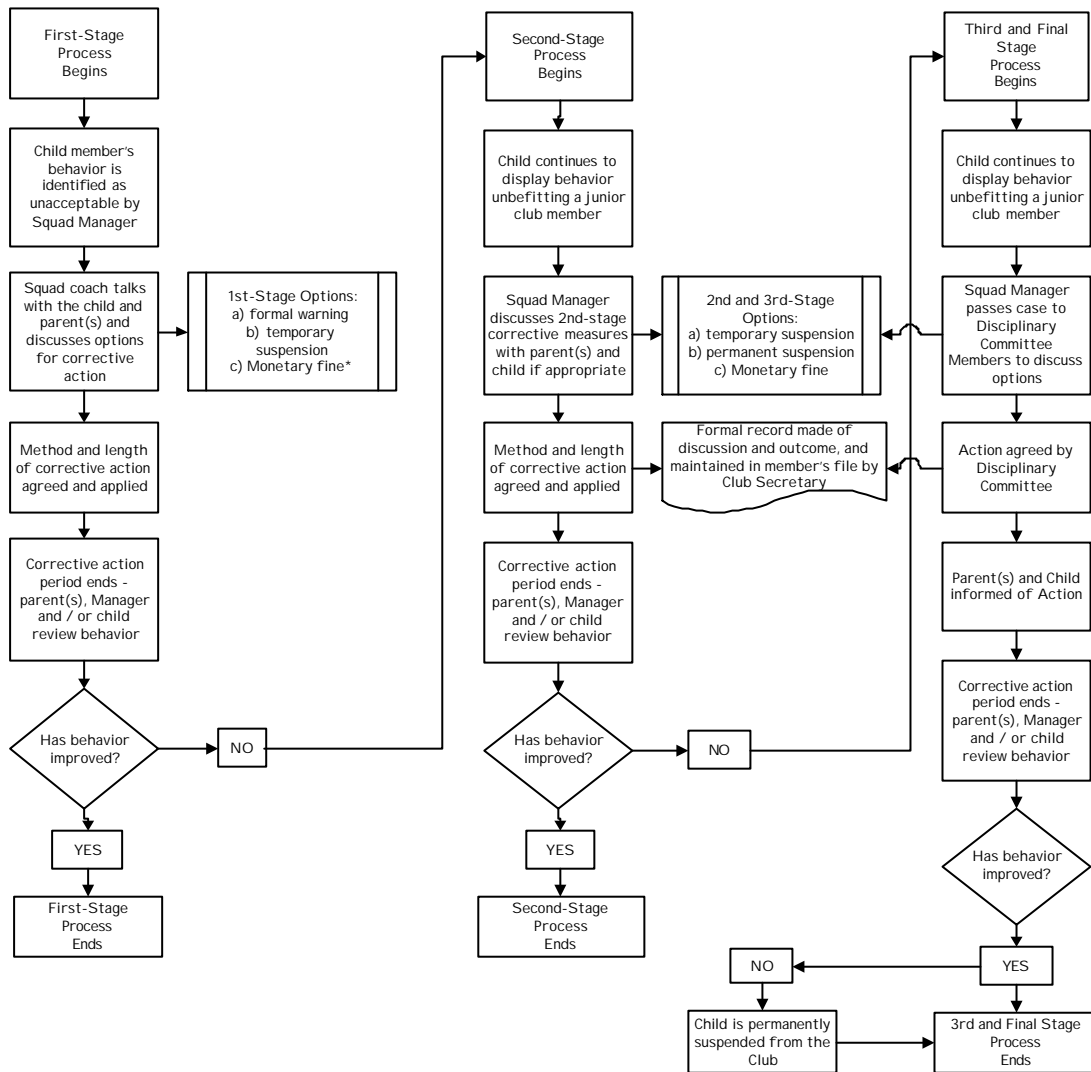 First-Stage
Process
Begins
Child member's
behavior is
identified as
unacceptable by
Squad Manager
Squad coach talks
with the child and
parent(s) and
discusses options
for corrective
action
1st-Stage Options:
a) formal warning
b) temporary
suspension
c) Monetary fine*
Method and length
of corrective action
agreed and applied
Corrective action
period ends -
parent(s), Manager
and / or child
review behavior
Has behavior
improved?
NO
YES
First-Stage
Process
Ends
Second-Stage
Process
Begins
Child continues to
display behavior
unbefitting a junior
club member
Squad Manager
discusses 2nd-stage
corrective measures
with parent(s) and
child if appropriate
2nd and 3rd-Stage
Options:
a) temporary suspension
b) permanent suspension
c) Monetary fine
Method and length
of corrective action
agreed and applied
Formal record made of
discussion and outcome, and
maintained in member's file by
Club Secretary
Corrective action
period ends -
parent(s), Manager
and / or child
review behavior
Has behavior
improved?
NO
YES
Second-Stage
Process
Ends
Third and Final
Stage
Process
Begins
Child continues to
display behavior
unbefitting a junior
club member
Squad Manager
passes case to
Disciplinary
Committee
Members to discuss
options
Action agreed by
Disciplinary
Committee
Parent(s) and Child
informed of Action
Corrective action
period ends -
parent(s), Manager
and / or child
review behavior
Has behavior
improved?
NO
YES
Child is permanently
suspended from the
Club
3rd and Final Stage
Process
Ends